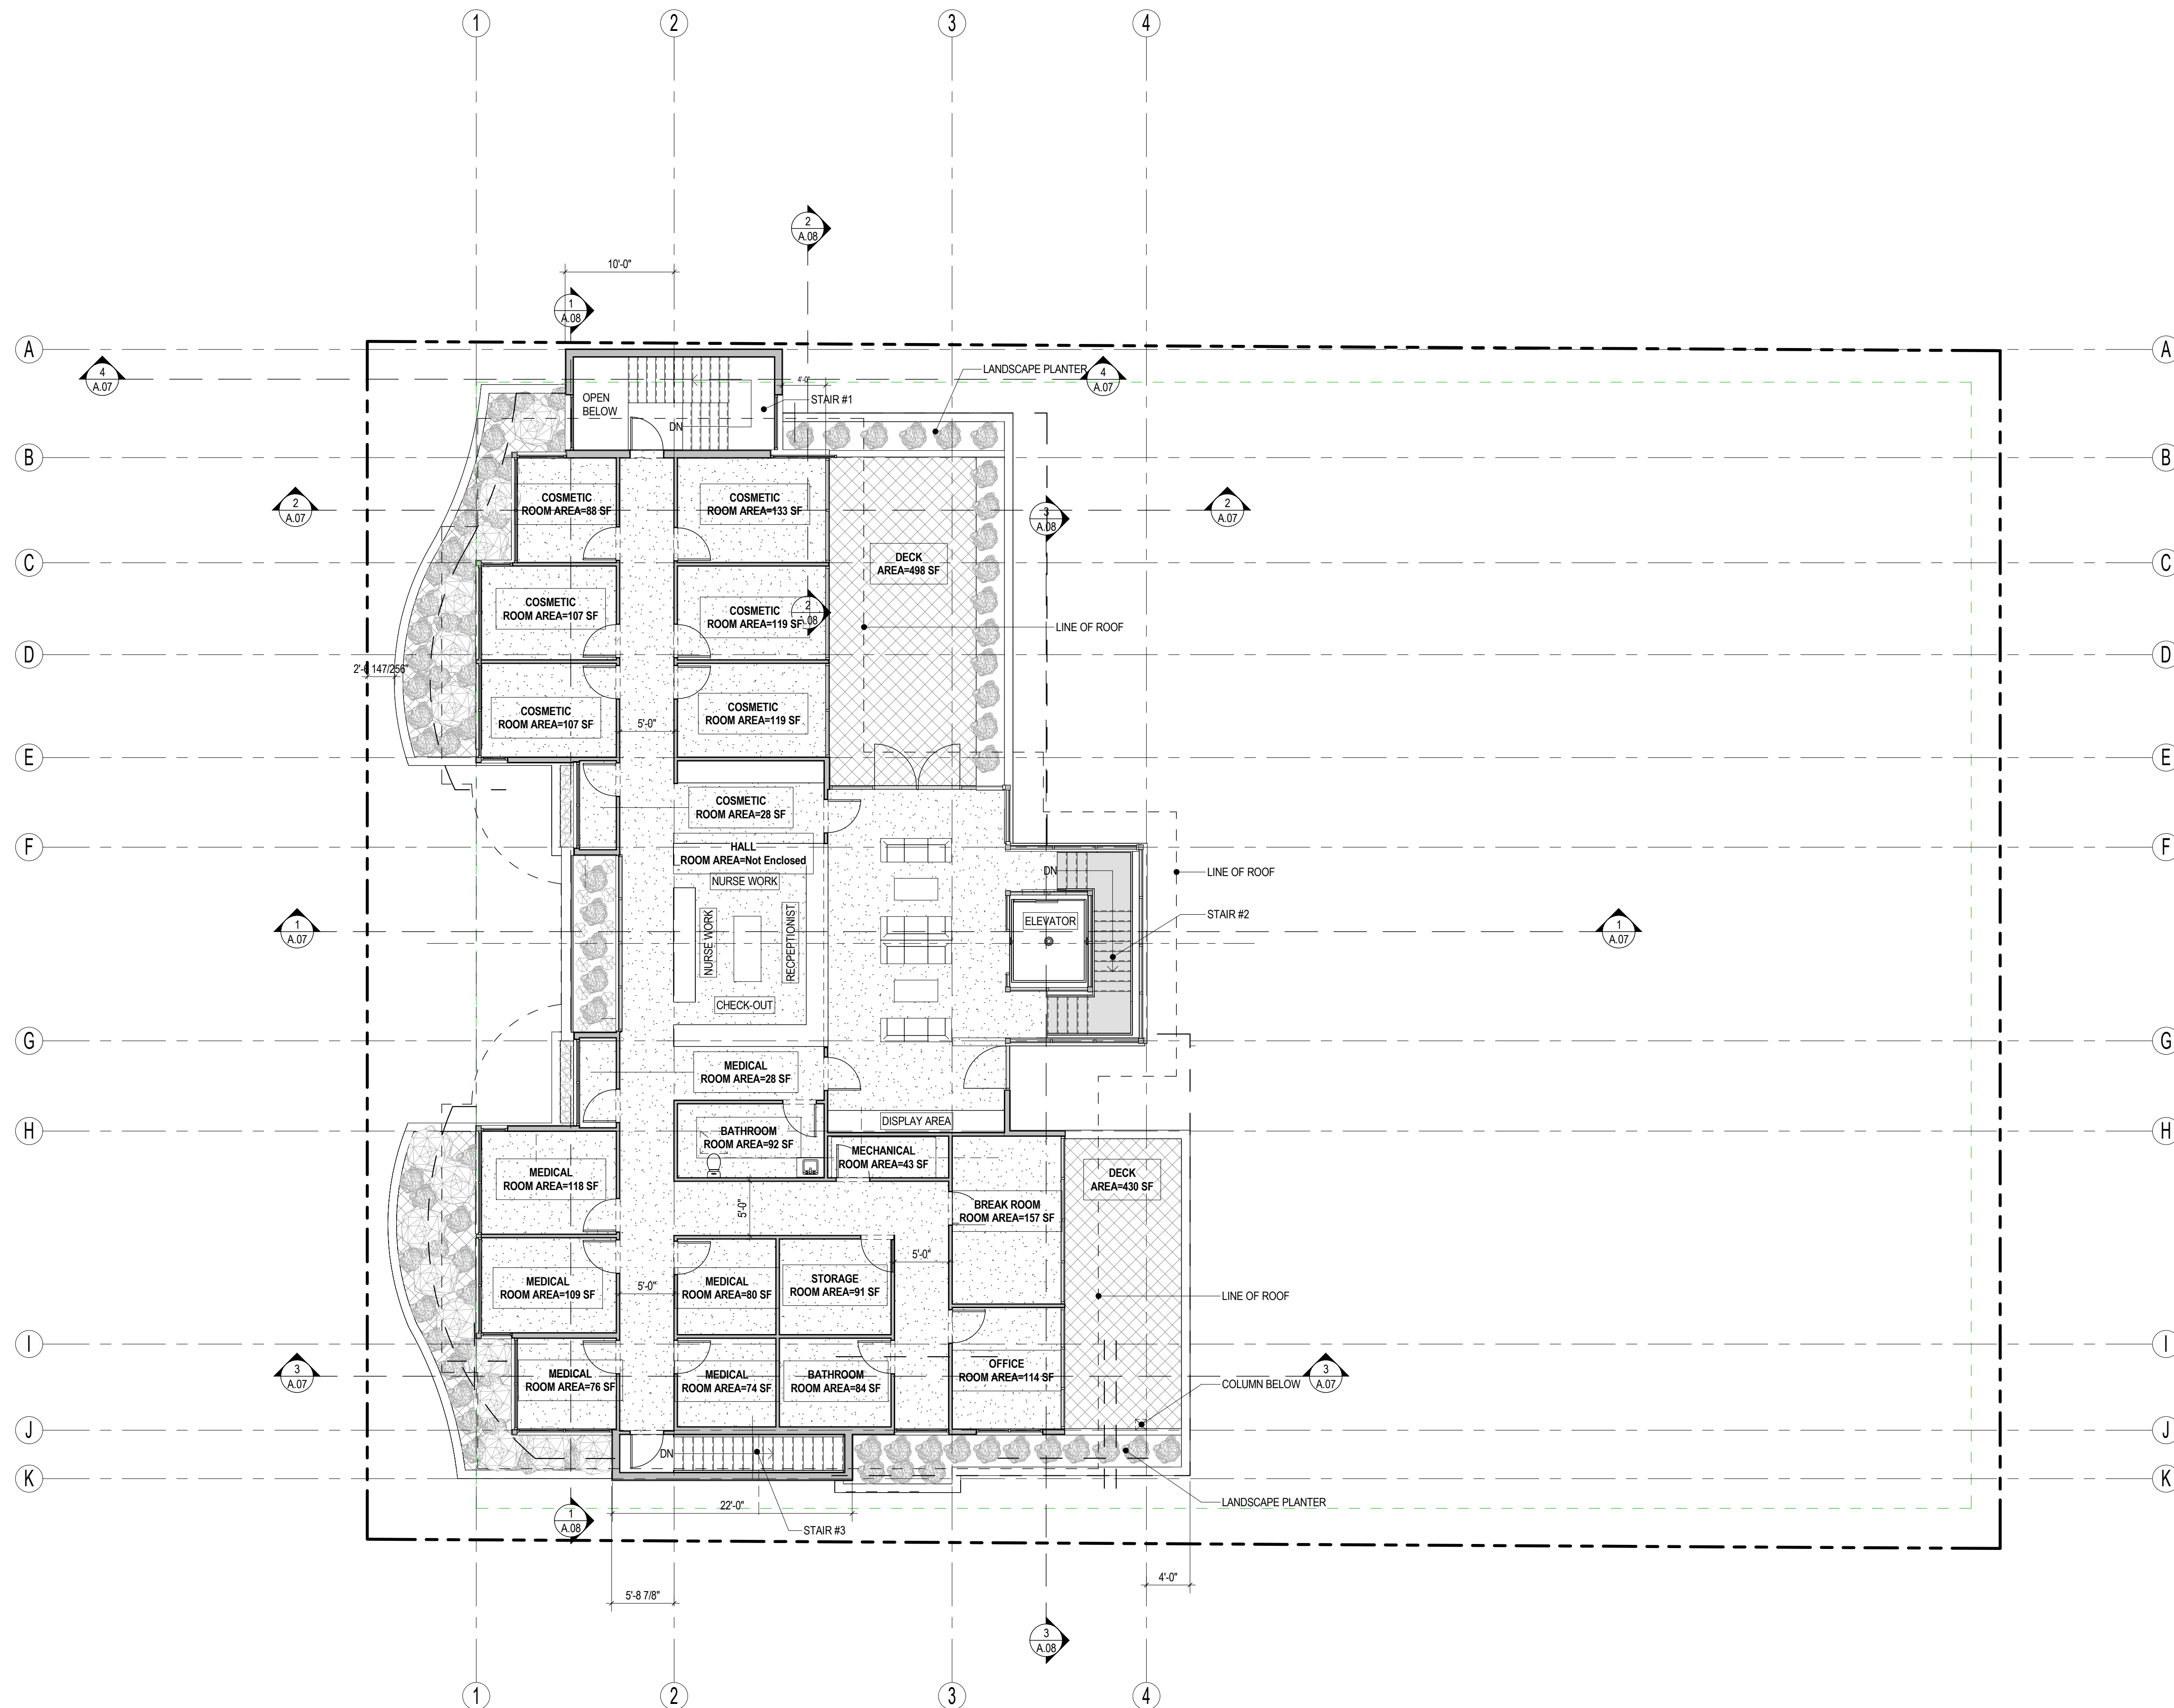 1
2
3
4
2
A.08
10'-0"
1
A.08
A
A
4
A.07
LANDSCAPE PLANTER
4
A.07
4'-0"
OPEN
BELOW
STAIR #1
DN
B
B
2
A.07
COSMETIC
ROOM AREA=88 SF
COSMETIC
ROOM AREA=133 SF
3
A.08
2
A.07
C
C
DECK
AREA=498 SF
COSMETIC
ROOM AREA=107 SF
COSMETIC
ROOM AREA=119 SF
2
A.08
LINE OF ROOF
D
D
2'-6 147/256"
COSMETIC
ROOM AREA=107 SF
5'-0"
COSMETIC
ROOM AREA=119 SF
E
E
COSMETIC
ROOM AREA=28 SF
F
F
HALL
ROOM AREA=Not Enclosed
NURSE WORK
DN
LINE OF ROOF
1
A.07
NURSE WORK
RECPEPTIONIST
ELEVATOR
STAIR #2
1
A.07
CHECK-OUT
G
G
MEDICAL
ROOM AREA=28 SF
DISPLAY AREA
H
H
BATHROOM
ROOM AREA=92 SF
MECHANICAL
ROOM AREA=43 SF
MEDICAL
ROOM AREA=118 SF
DECK
AREA=430 SF
5'-0"
BREAK ROOM
ROOM AREA=157 SF
5'-0"
MEDICAL
ROOM AREA=109 SF
5'-0"
MEDICAL
ROOM AREA=80 SF
STORAGE
ROOM AREA=91 SF
LINE OF ROOF
I
I
3
A.07
MEDICAL
ROOM AREA=76 SF
MEDICAL
ROOM AREA=74 SF
BATHROOM
ROOM AREA=84 SF
OFFICE
ROOM AREA=114 SF
COLUMN BELOW
3
A.07
J
J
DN
K
K
22'-0"
LANDSCAPE PLANTER
1
A.08
STAIR #3
5'-8 7/8"
4'-0"
3
A.08
1
2
3
4